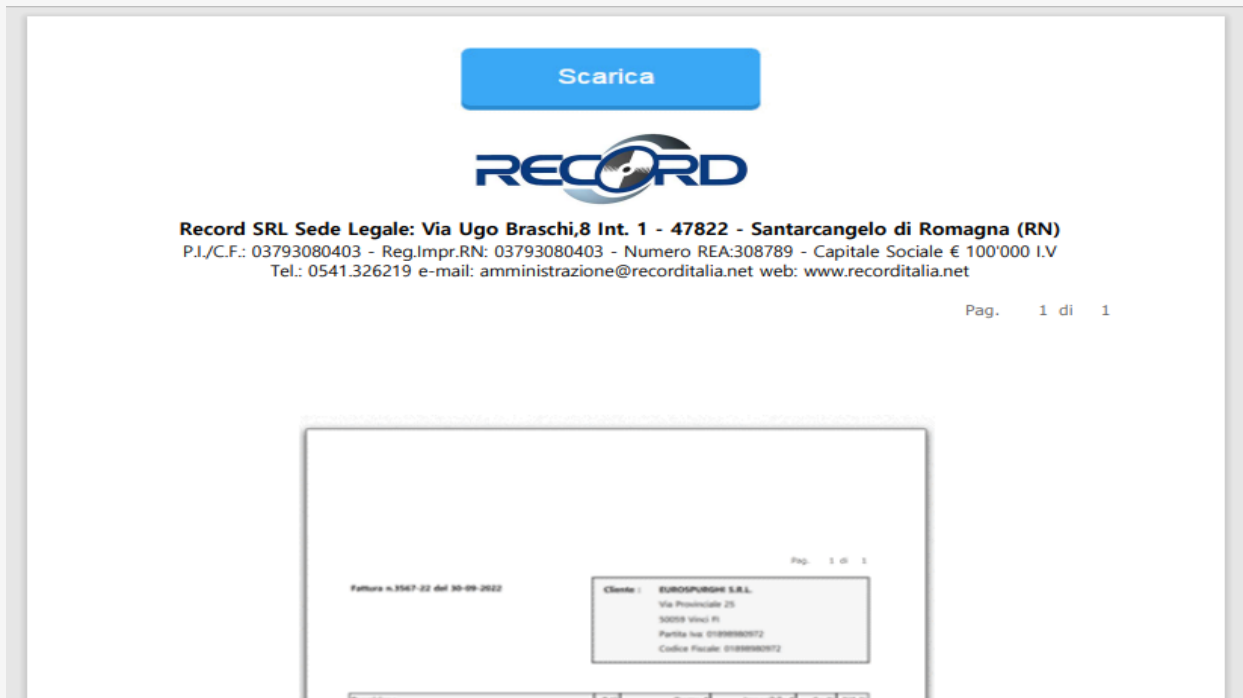 Scarica
RECORD
Record SRL Sede Legale: Via Ugo Braschi,8 Int. 1 - 47822 - Santarcangelo di Romagna (RN)
P.I./C.F.: 03793080403 - Reg.Impr.RN: 03793080403 - Numero REA:308789 - Capitale Sociale € 100'000 I.V
Tel.: 0541.326219 e-mail: amministrazione@recorditalia.net web: www.recorditalia.net
Pag. 1 di 1
Pag. 1 di 1
Fattura n.3567-22 del 30-09-2022
Cliente : EUROSPURGHI S.R.L.
Via Provinciale 25
50059 Vinci FI
Partita Iva: 01898980972
Codice Fiscale: 01898980972